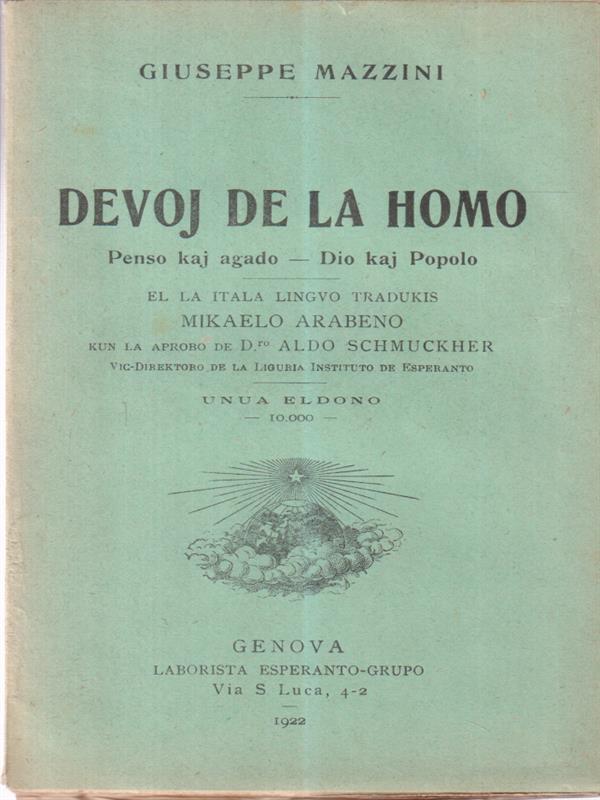 GIUSEPPE MAZZINI
DEVOJ DE LA HOMO
Penso kaj agado — Dio kaj Popolo
EL LA ITALA LINGVO TRADUKIS
MIKAELO ARABENO
KUN LA APROBO DE D.ro ALDO SCHMUCKHER
VIC-DIREKTORO DE LA LIGURIA INSTITUTO DE ESPERANTO
UNUA ELDONO
— 10.000 —
GENOVA
LABORISTA ESPERANTO-GRUPO
Via S Luca, 4-2
1922